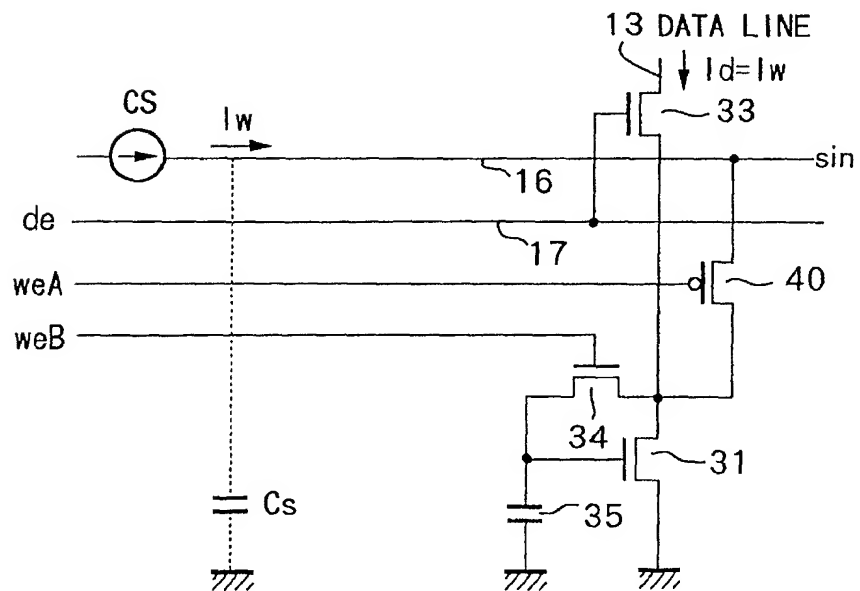 13 DATA LINE
Id=Iw
33
CS
Iw
16
sin
de
17
weA
40
weB
34
31
35
Cs